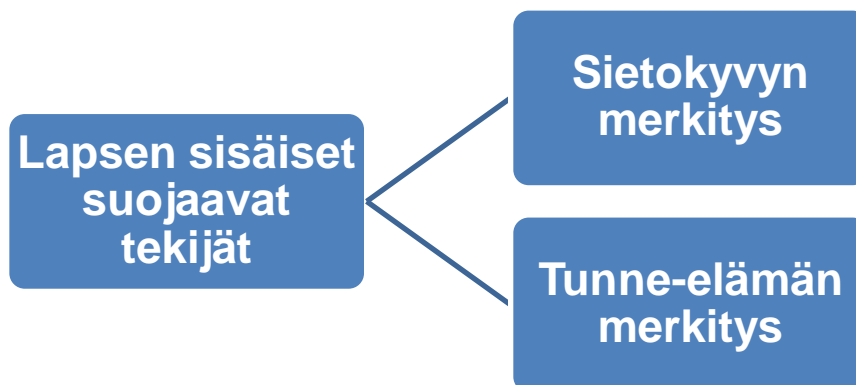 Lapsen sisäiset
suojaavat
tekijät
Sietokyvyn
merkitys
Tunne-elämän
merkitys